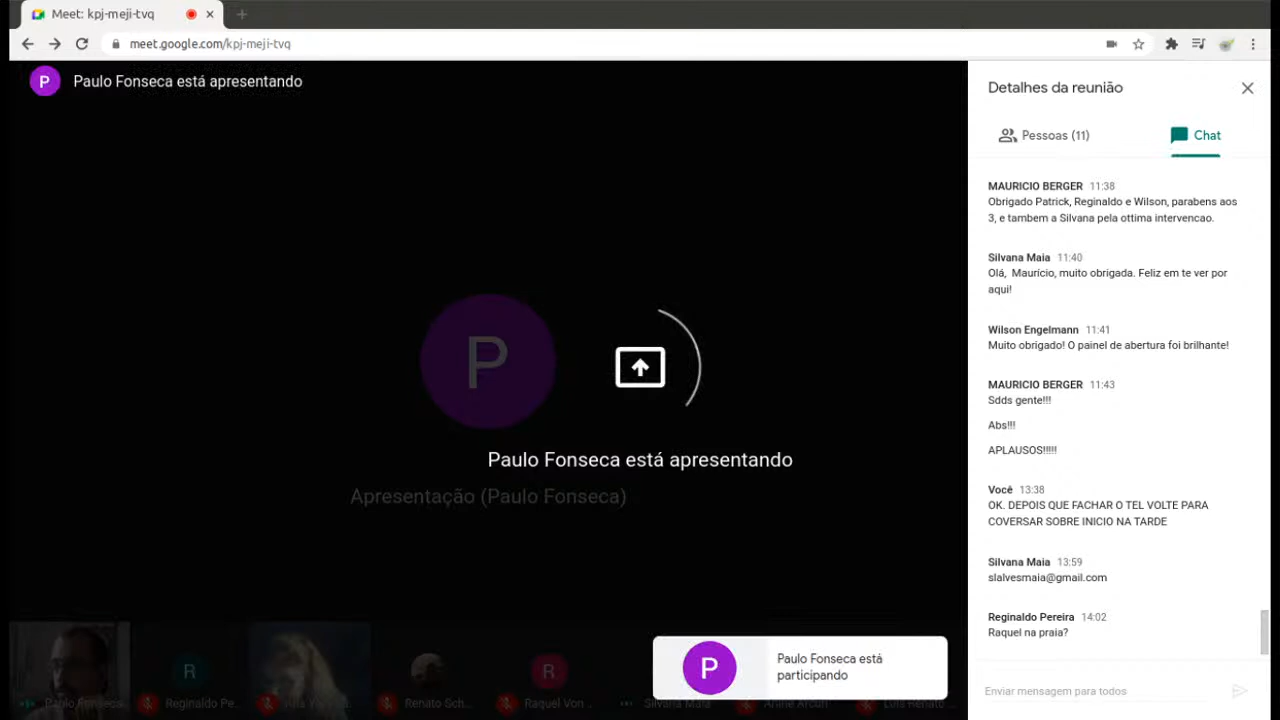 Meet: kpj-meji-tvq
meet.google.com/kpj-meji-tvq
P
Paulo Fonseca está apresentando
Detalhes da reunião
Pessoas (11)
Chat
MAURICIO BERGER 11:38
Obrigado Patrick, Reginaldo e Wilson, parabens aos
3, e tambem a Silvana pela ottima intervencao.
Silvana Maia 11:40
Olá, Maurício, muito obrigada. Feliz em te ver por
aqui!
Wilson Engelmann 11:41
Muito obrigado! O painel de abertura foi brilhante!
MAURICIO BERGER 11:43
Sdds gente!!!
Abs!!!
APLAUSOS!!!!!
Você 13:38
OK. DEPOIS QUE FACHAR O TEL VOLTE PARA
COVERSAR SOBRE INICIO NA TARDE
Silvana Maia 13:59
slalvesmaia@gmail.com
Reginaldo Pereira 14:02
Raquel na praia?
Enviar mensagem para todos
P
Paulo Fonseca está apresentando
Apresentação (Paulo Fonseca)
P
Paulo Fonseca está
participando
R
R
Paulo Fonseca
Reginaldo Pe...
Renato Sch...
Raquel Von ...
Silvana Maia
Luis Renato